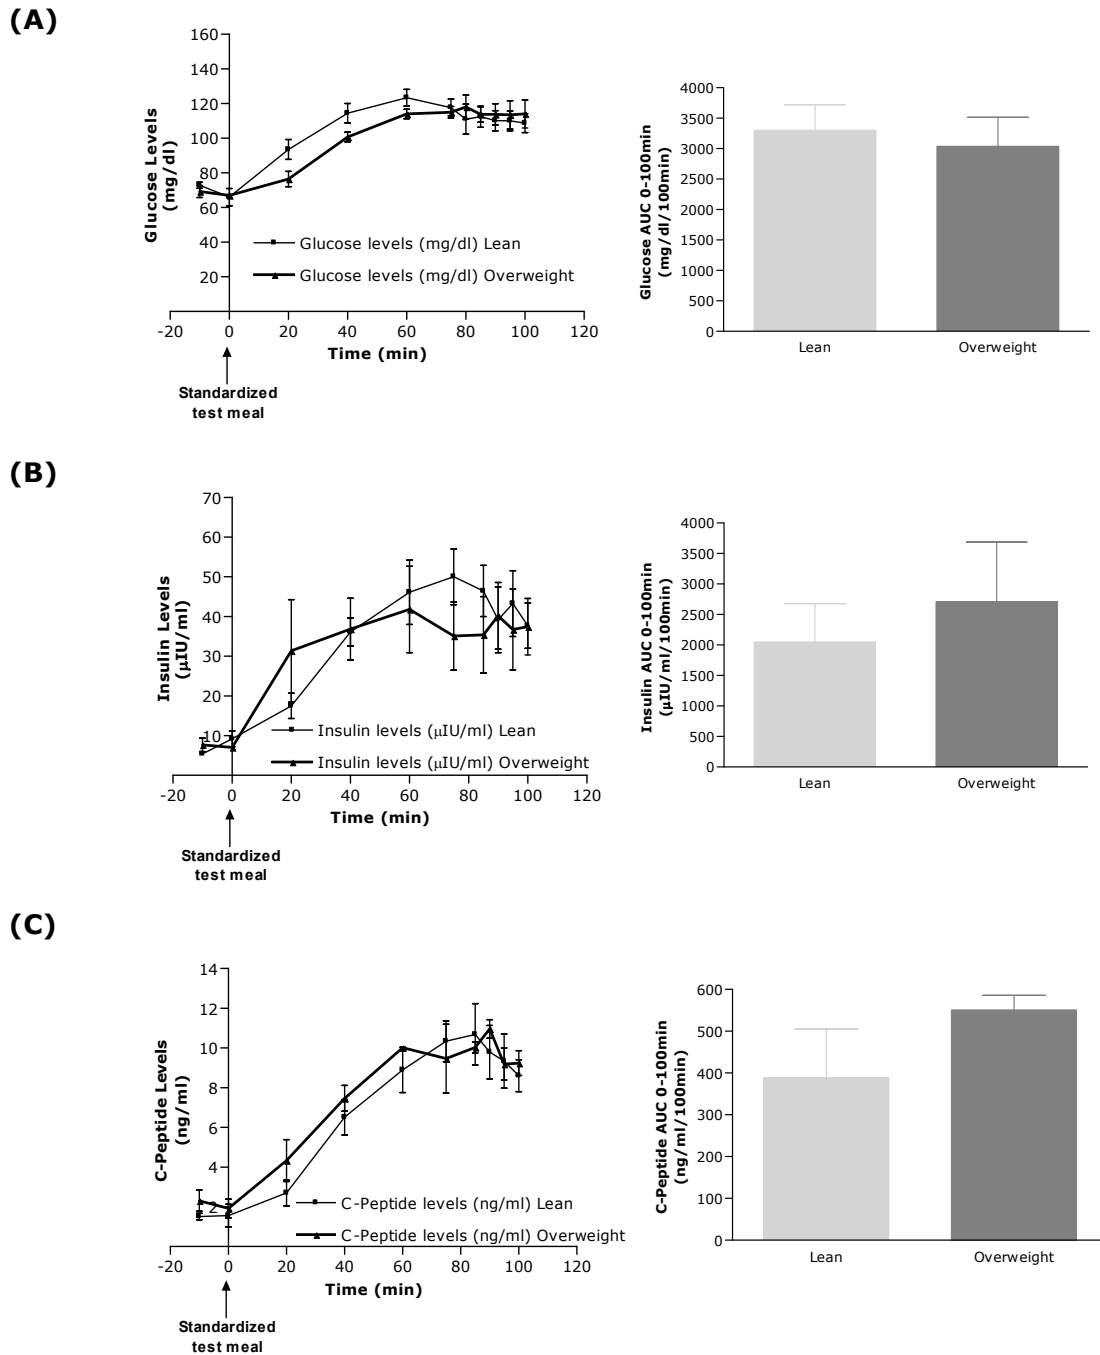 (A)
160
140
120
100
80
60
40
20
Glucose Levels
(mg/dl)
Glucose levels (mg/dl) Lean
Glucose levels (mg/dl) Overweight
-20 0 20 40 60 80 100 120
Time (min)
Standardized
test meal
4000
3500
3000
2500
2000
1500
1000
500
0
Glucose AUC 0-100min
(mg/dl/100min)
Lean Overweight
(B)
70
60
50
40
30
20
10
Insulin Levels
(µIU/ml)
Insulin levels (µIU/ml) Lean
Insulin levels (µIU/ml) Overweight
-20 0 20 40 60 80 100 120
Time (min)
Standardized
test meal
4000
3500
3000
2500
2000
1500
1000
500
0
Insulin AUC 0-100min
(µIU/ml/100min)
Lean Overweight
(C)
14
12
10
8
6
4
2
C-Peptide Levels
(ng/ml)
C-Peptide levels (ng/ml) Lean
C-Peptide levels (ng/ml) Overweight
-20 0 20 40 60 80 100 120
Time (min)
Standardized
test meal
600
500
400
300
200
100
0
C-Peptide AUC 0-100min
(ng/ml/100min)
Lean Overweight